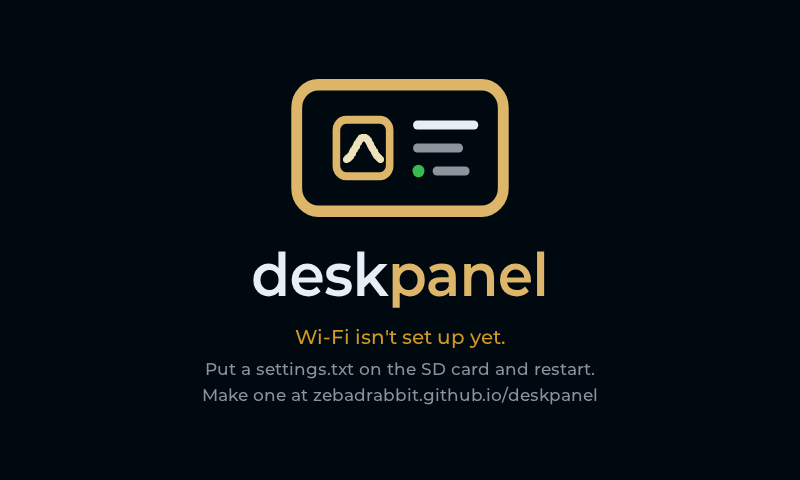 deskpanel
Wi-Fi isn't set up yet.
Put a settings.txt on the SD card and restart.
Make one at zebadrabbit.github.io/deskpanel